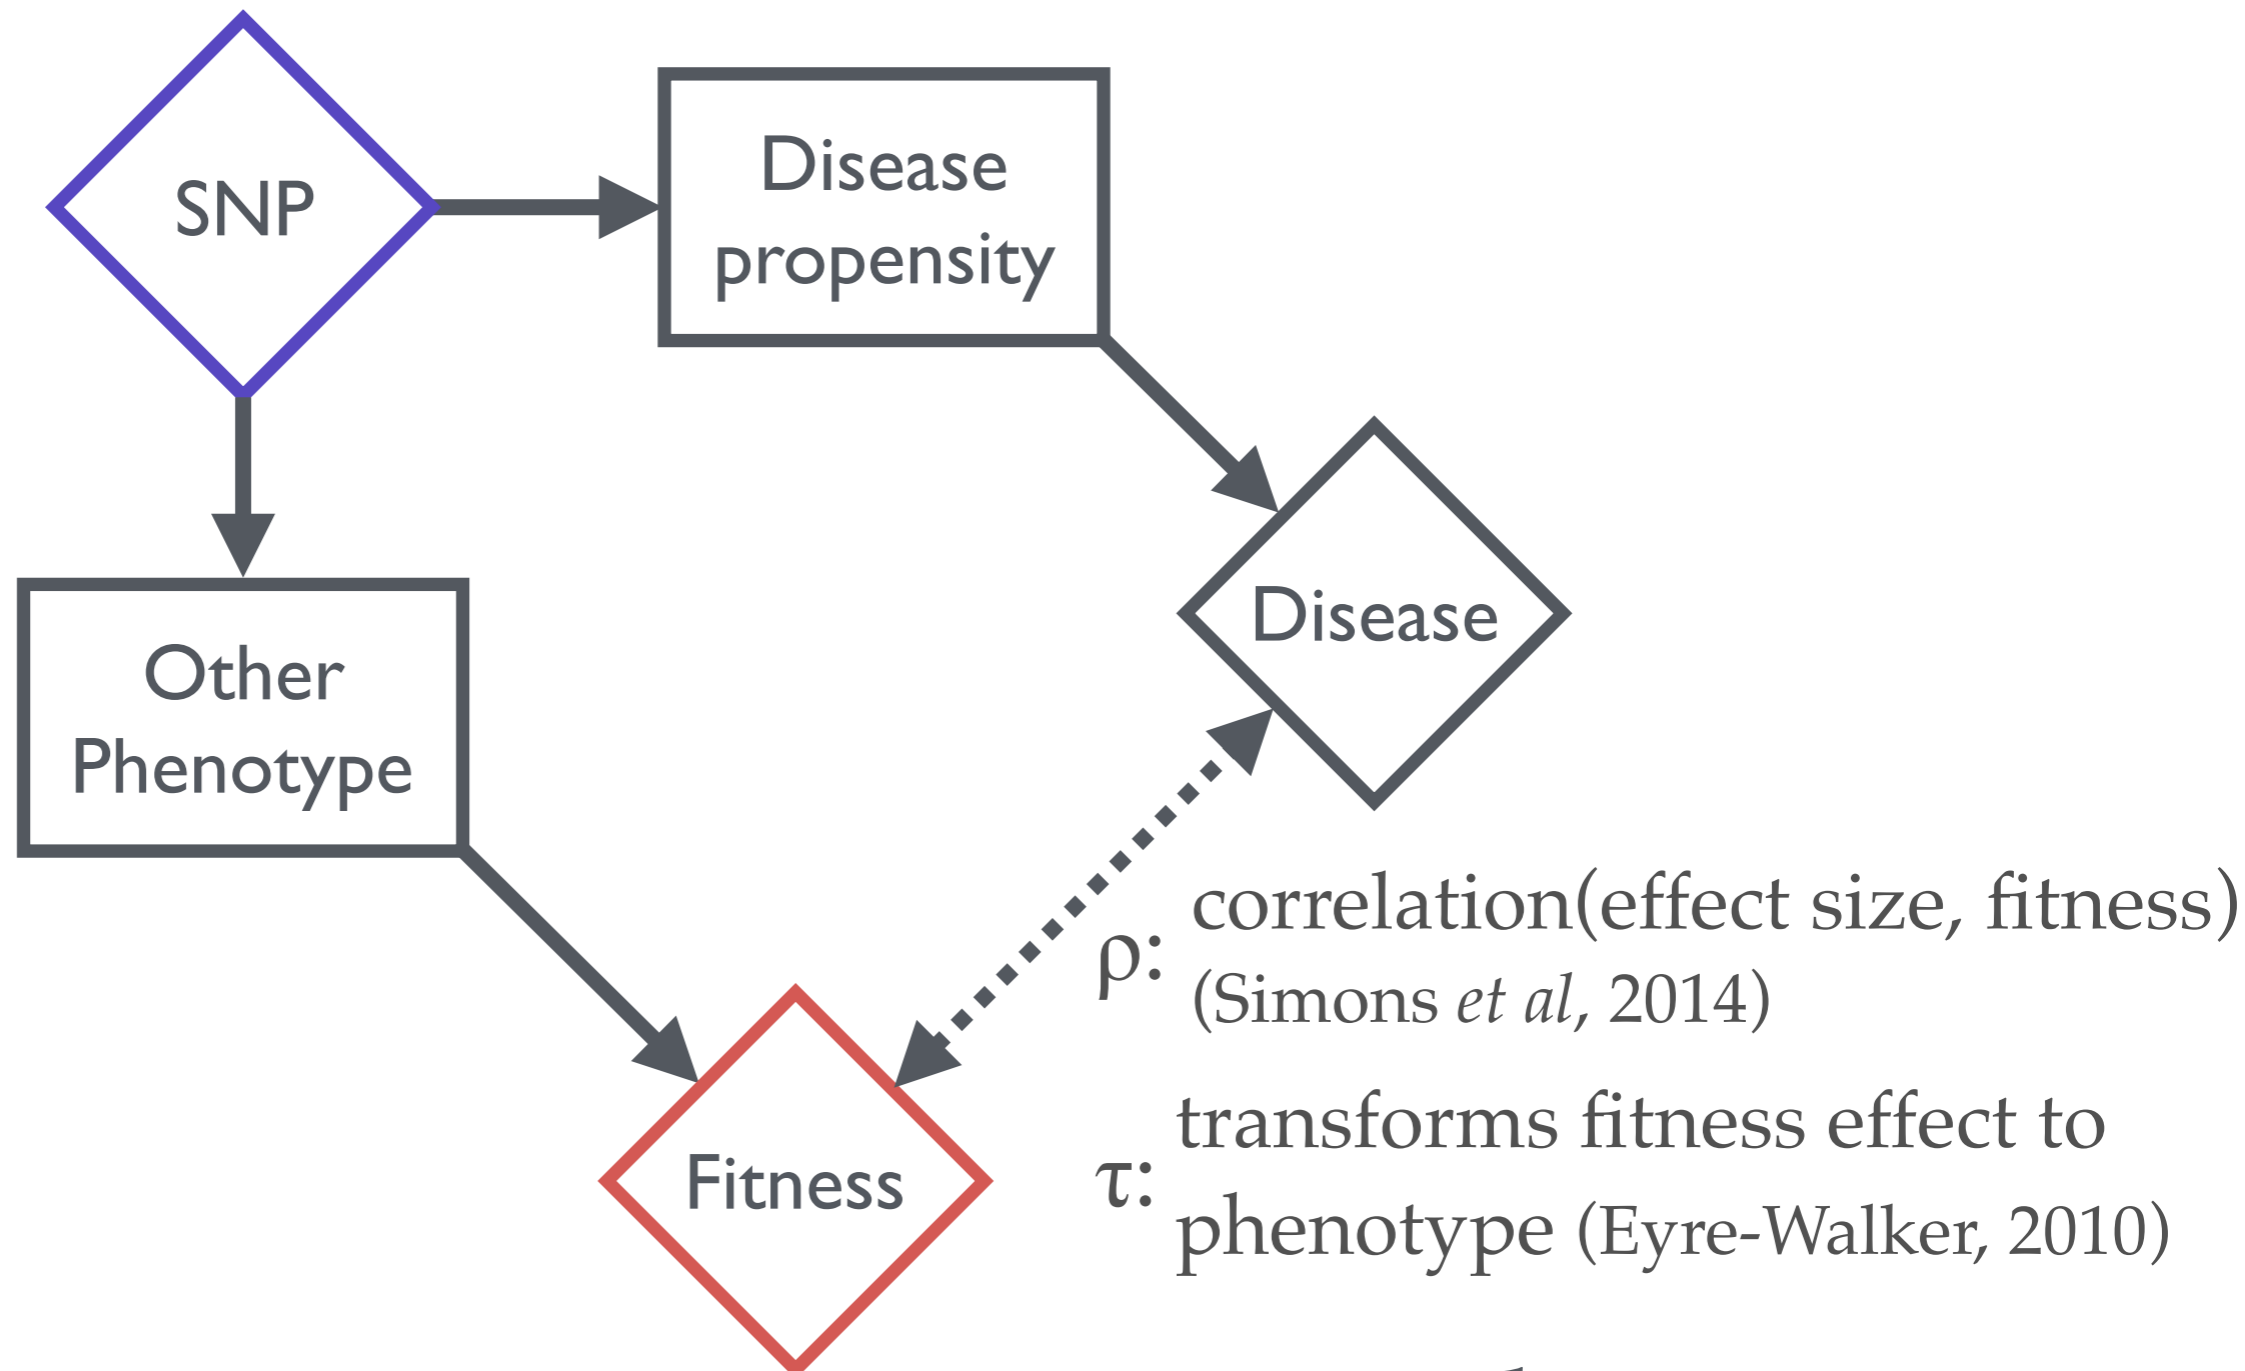 SNP
Disease
propensity
Other
Phenotype
Disease
ρ: correlation(effect size, fitness)
(Simons et al, 2014)
Fitness
τ: transforms fitness effect to
phenotype (Eyre-Walker, 2010)